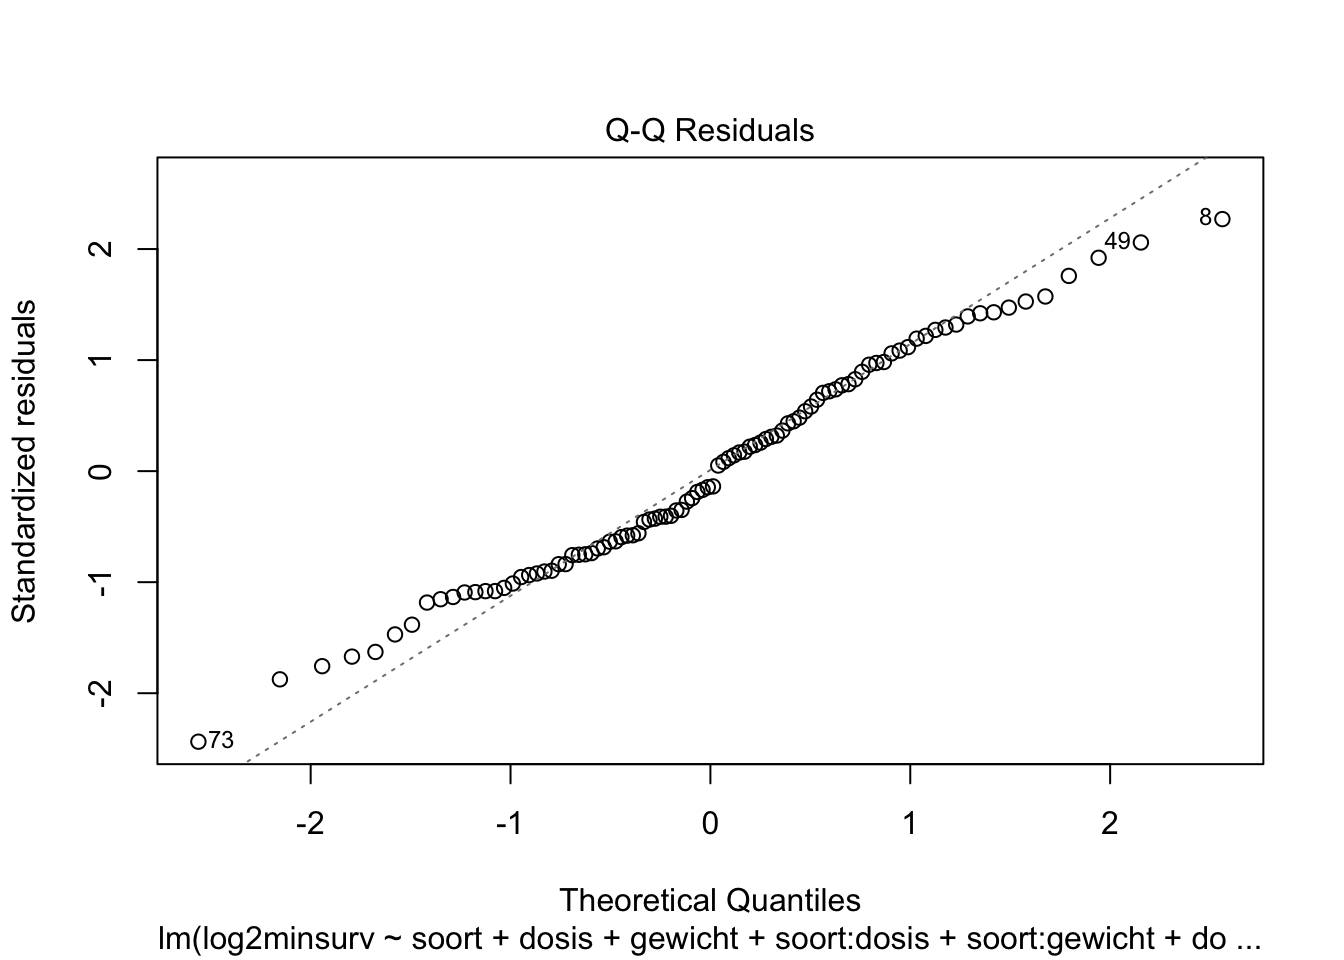 Q-Q Residuals
Standardized residuals
2
1
0
-1
-2
8
49
73
-2 -1 0 1 2
Theoretical Quantiles
lm(log2minsurv ~ soort + dosis + gewicht + soort:dosis + soort:gewicht + do ...